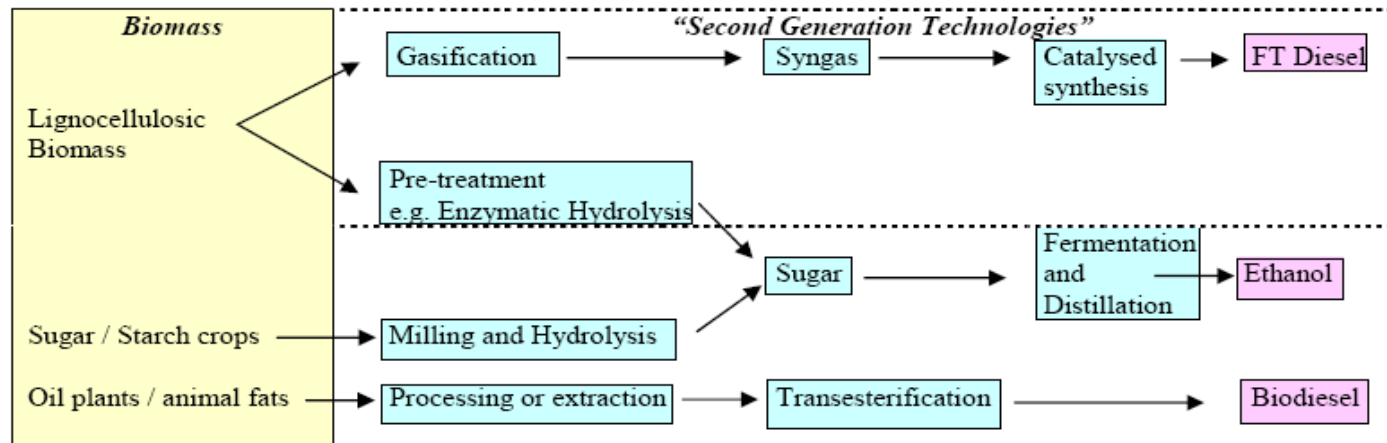 Biomass
“Second Generation Technologies”
Gasification
Syngas
Catalysed
synthesis
FT Diesel
Lignocellulosic
Biomass
Pre-treatment
e.g. Enzymatic Hydrolysis
Sugar
Fermentation
and
Distillation
Ethanol
Sugar / Starch crops
Milling and Hydrolysis
Oil plants / animal fats
Processing or extraction
Transesterification
Biodiesel